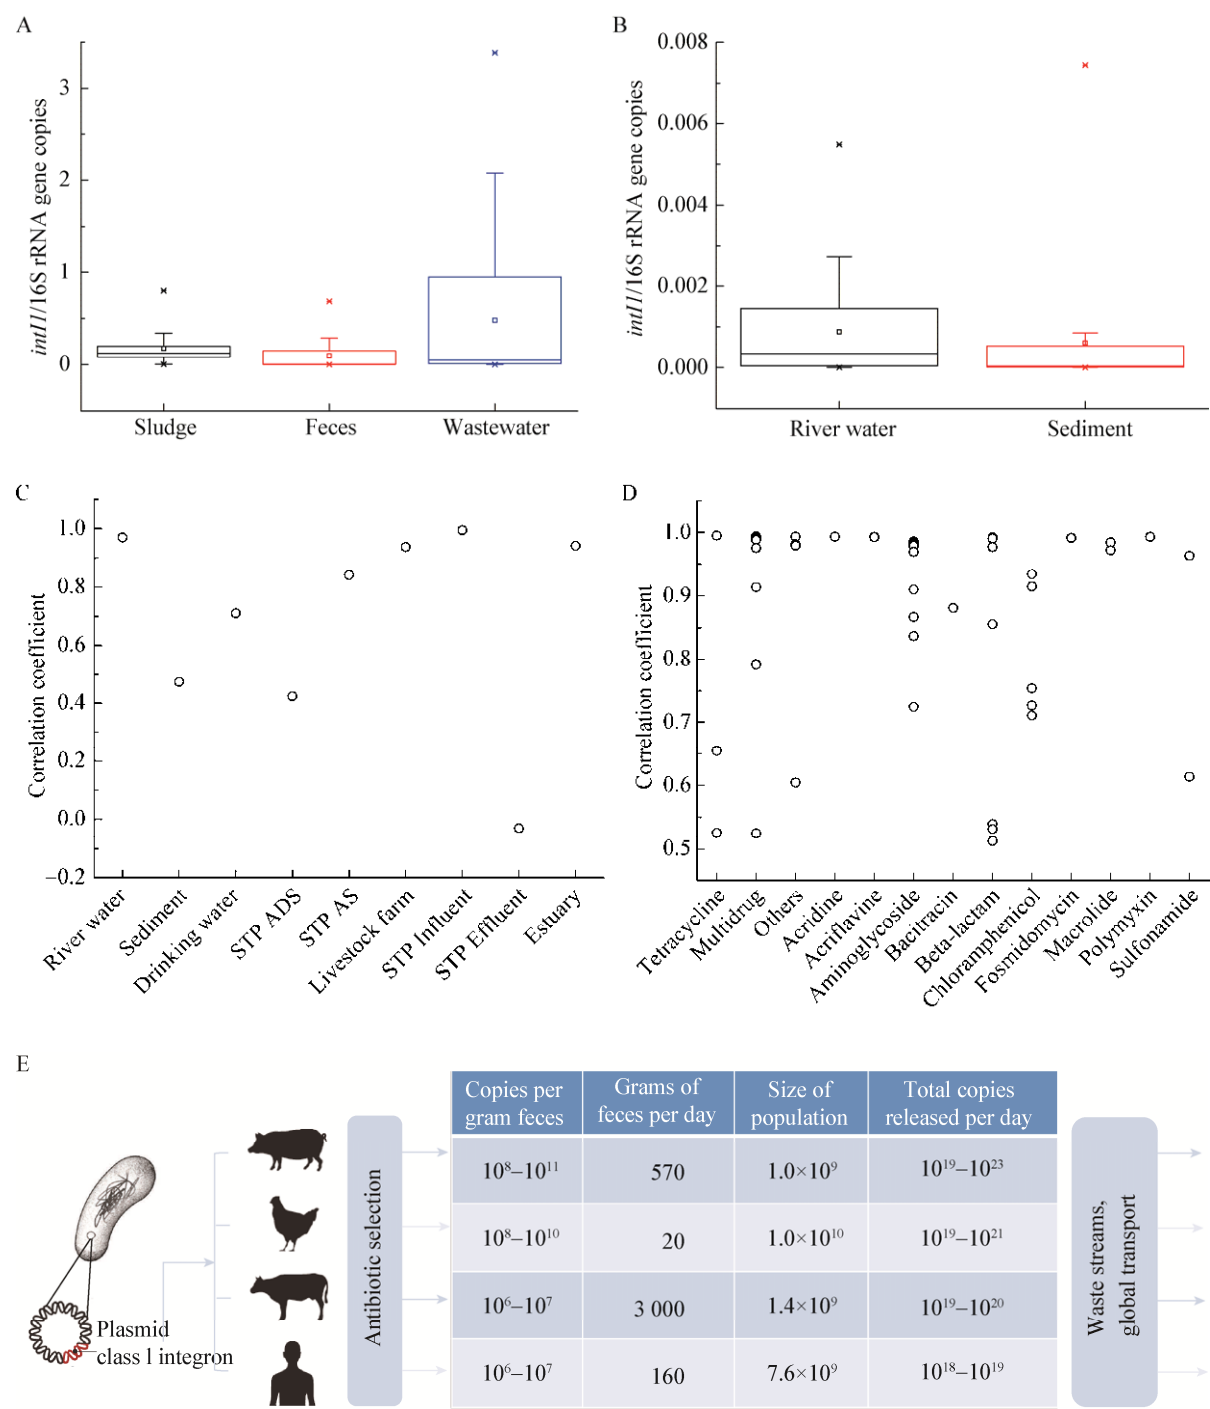 A
intI1/16S rRNA gene copies
3
2
1
0
Sludge
Feces
Wastewater
B
intI1/16S rRNA gene copies
0.008
0.006
0.004
0.002
0.000
River water
Sediment
C
Correlation coefficient
1.0
0.8
0.6
0.4
0.2
0.0
−0.2
River water
Sediment
Drinking water
STP ADS
STP AS
Livestock farm
STP Influent
STP Effluent
Estuary
D
Correlation coefficient
1.0
0.9
0.8
0.7
0.6
0.5
Tetracycline
Multidrug
Others
Acridine
Acriflavine
Aminoglycoside
Bacitracin
Beta-lactam
Chloramphenicol
Fosmidomycin
Macrolide
Polymyxin
Sulfonamide
E
Plasmid
class l integron
Antibiotic selection
Copies per
gram feces
Grams of
feces per day
Size of
population
Total copies
released per day
10⁸–10¹¹ 570 1.0×10⁹ 10¹⁹–10²³
10⁸–10¹⁰ 20 1.0×10¹⁰ 10¹⁹–10²¹
10⁶–10⁷ 3 000 1.4×10⁹ 10¹⁹–10²⁰
10⁶–10⁷ 160 7.6×10⁹ 10¹⁸–10¹⁹
Waste streams,
global transport